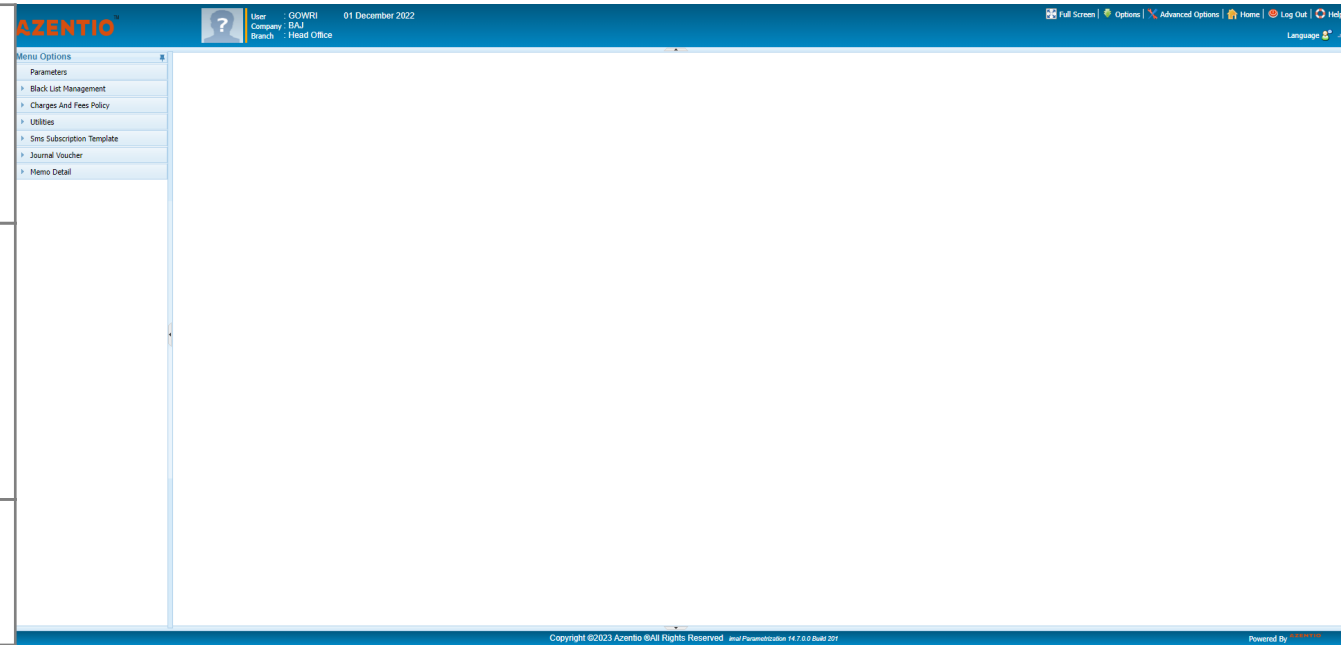 AZENTIO
User : GOWRI 01 December 2022
Company : BAJ
Branch : Head Office
Full Screen | Options | Advanced Options | Home | Log Out | Help
Language
Menu Options
Parameters
Black List Management
Charges And Fees Policy
Utilities
Sms Subscription Template
Journal Voucher
Memo Detail
Copyright ©2023 Azentio ®All Rights Reserved imal Parametrization 14.7.0.0 Build 201
Powered By AZENTIO